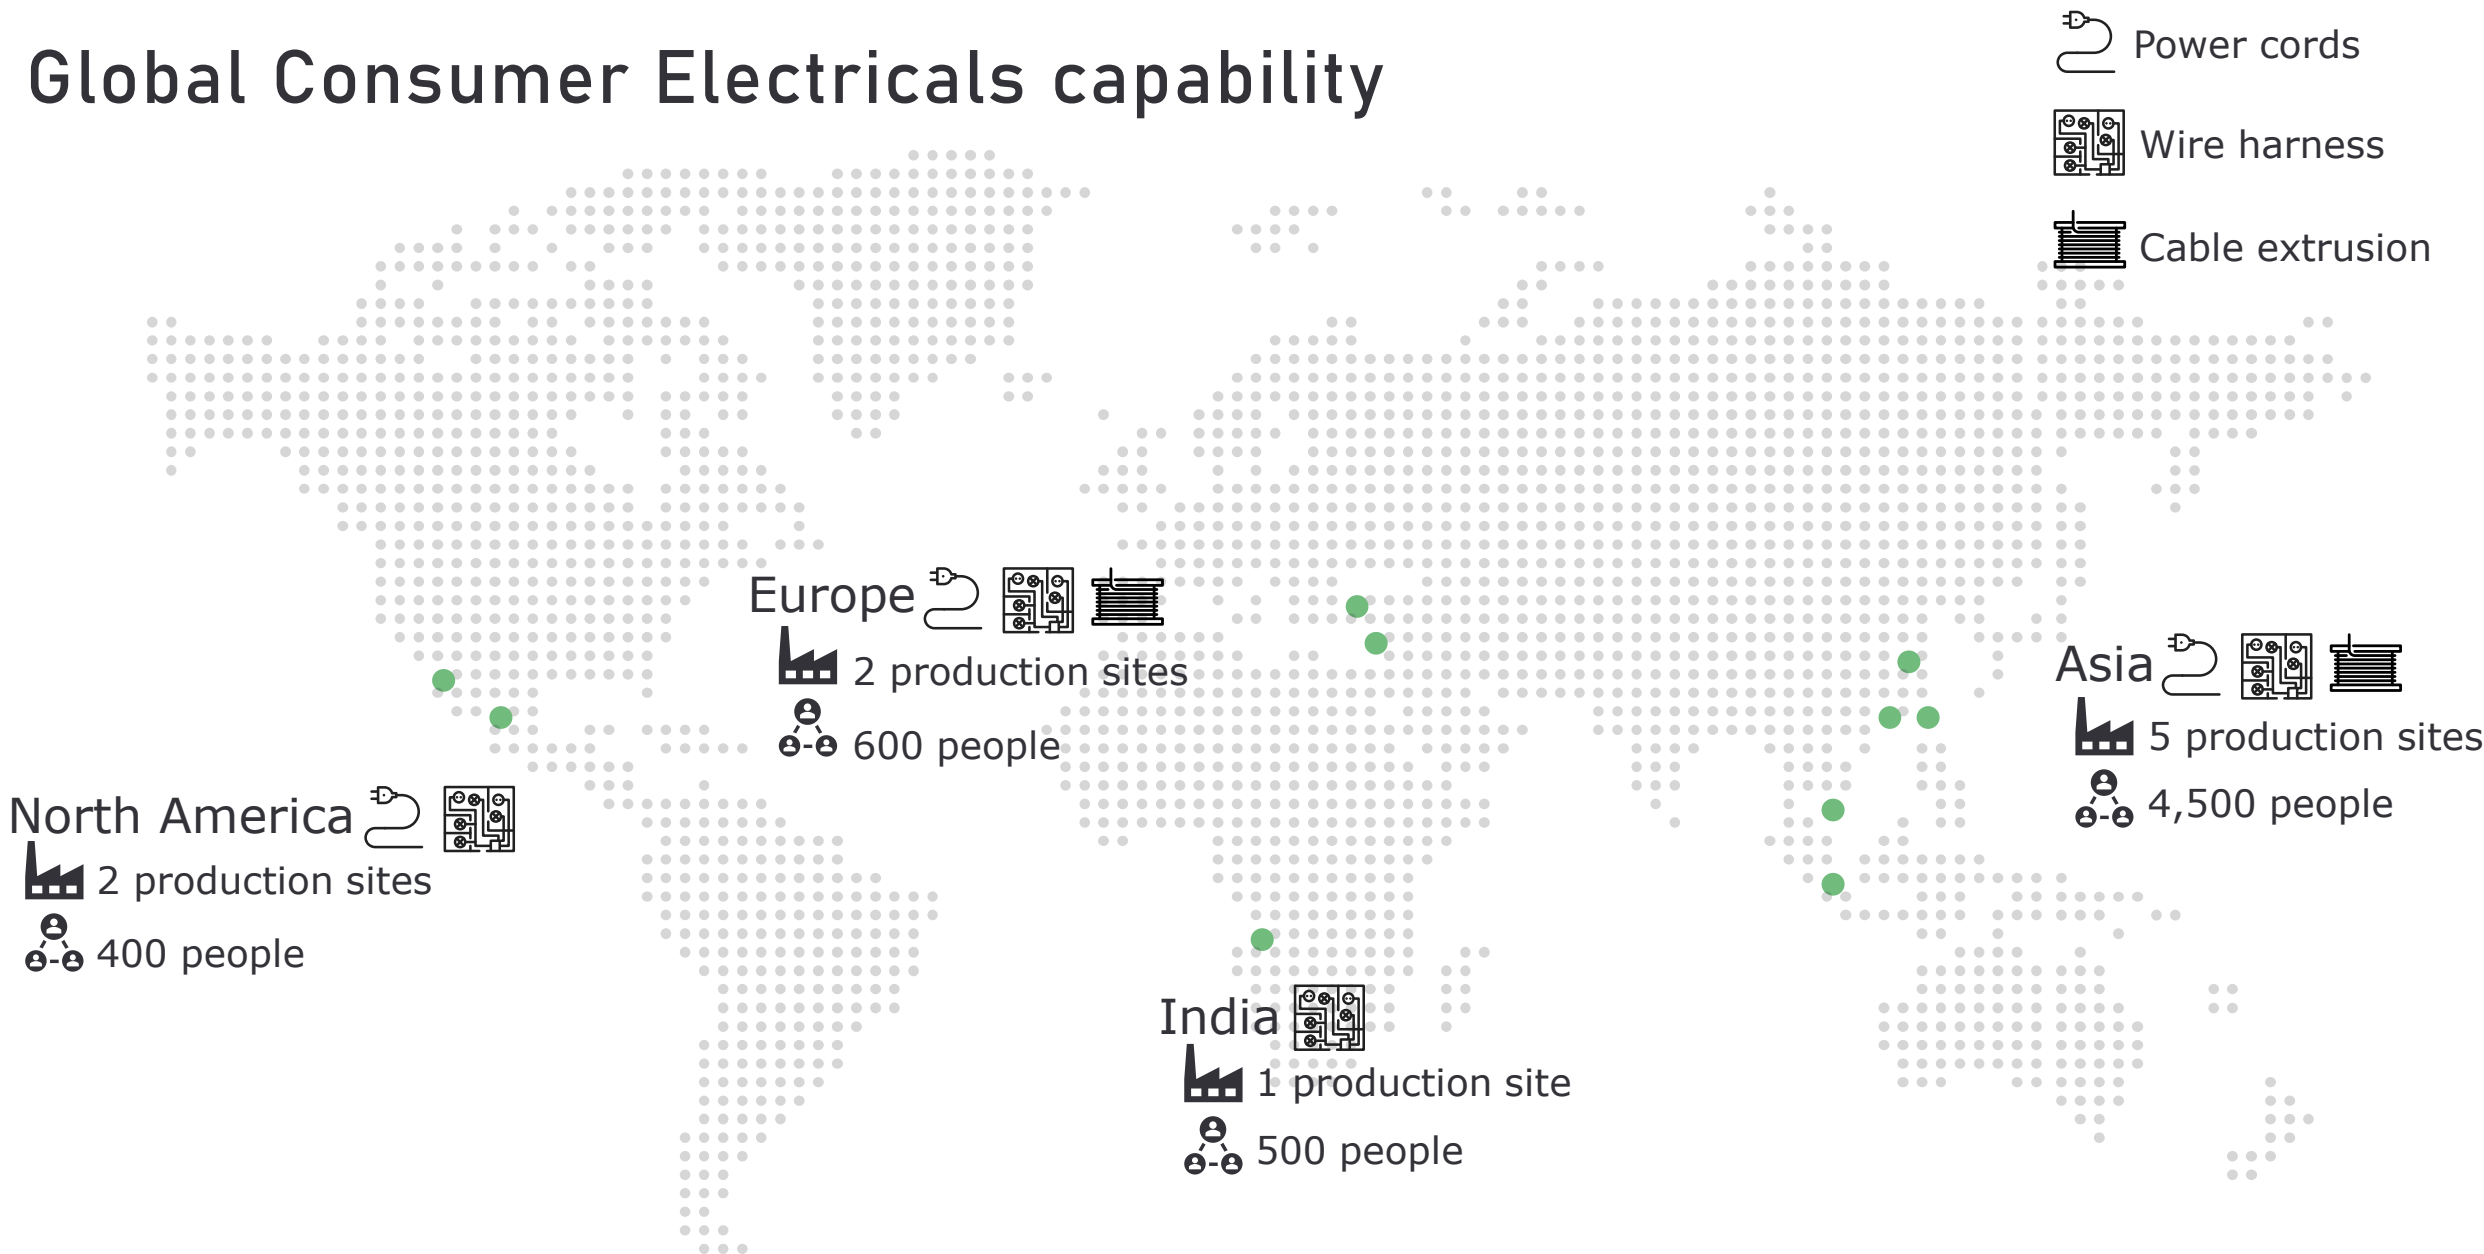 Global Consumer Electricals capability
Power cords
Wire harness
Cable extrusion
Europe
2 production sites
600 people
Asia
5 production sites
4,500 people
North America
2 production sites
400 people
India
1 production site
500 people